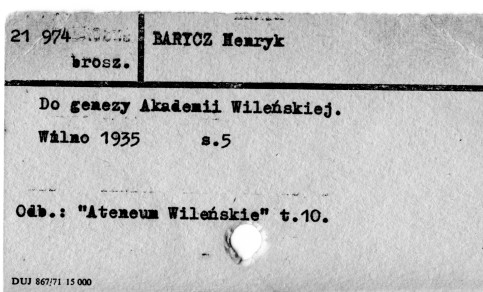 21 974
brosz.
BARYCZ Henryk
Do genezy Akademii Wileńskiej.
Wilno 1935 s.5
Odb.: "Ateneum Wileńskie" t.10.
DUJ 867/71 15 000